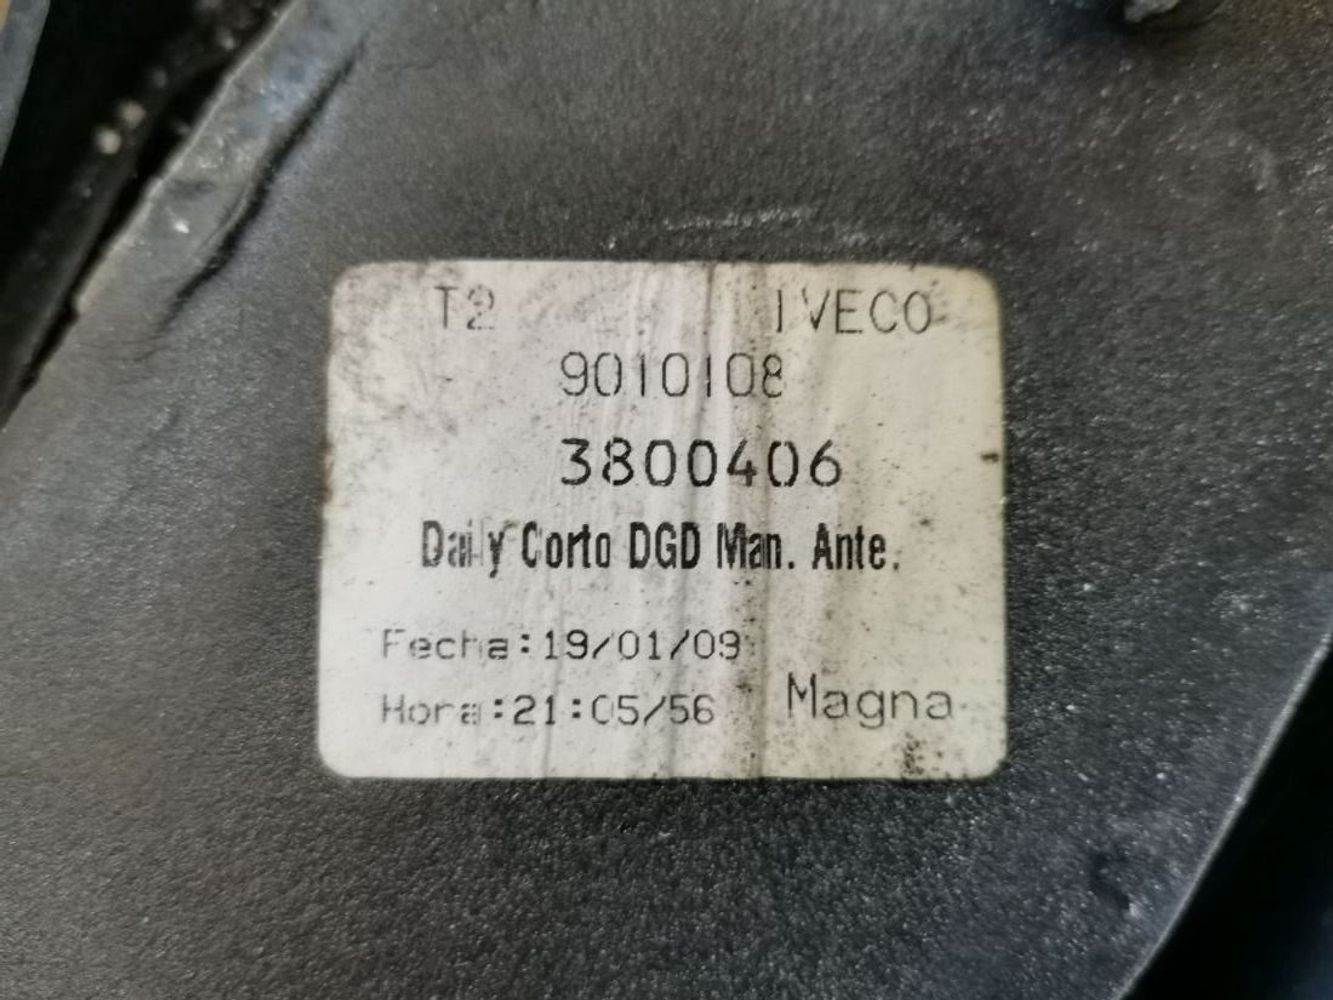 T2 IVECO
9010108
3800406
Daily Corto DGD Man. Ante.
Fecha:19/01/09
Hora:21:05/56 Magna